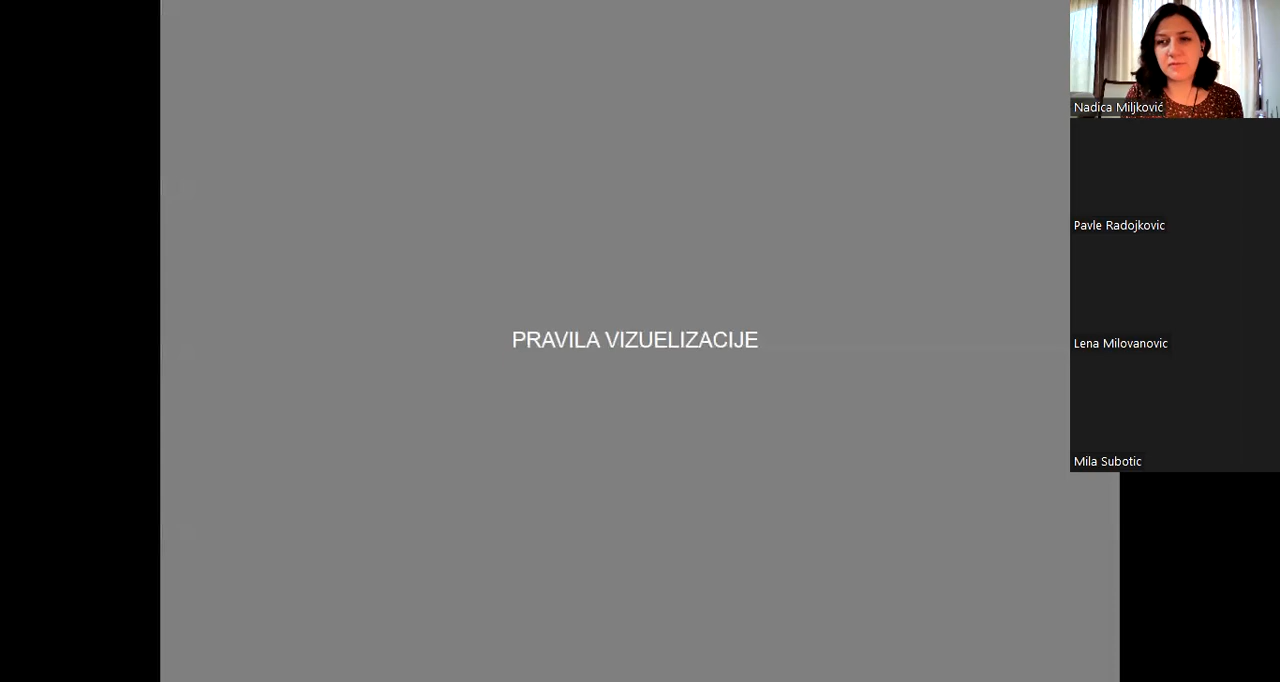 PRAVILA VIZUELIZACIJE
Nadica Miljković
Pavle Radojkovic
Lena Milovanovic
Mila Subotic